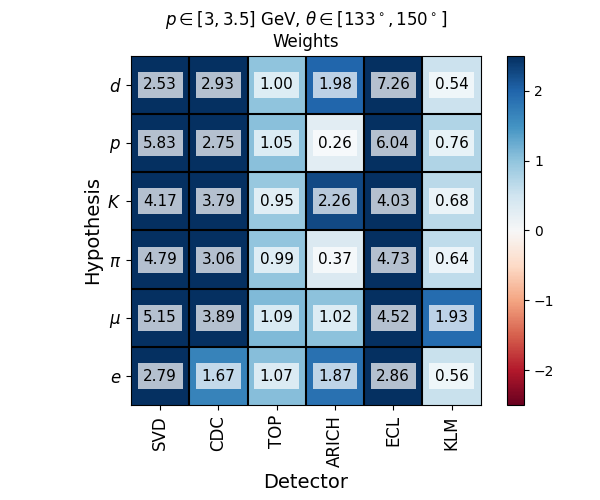 p ∈ [3, 3.5] GeV, θ ∈ [133°, 150°]
Weights
d 2.53 2.93 1.00 1.98 7.26 0.54
p 5.83 2.75 1.05 0.26 6.04 0.76
K 4.17 3.79 0.95 2.26 4.03 0.68
π 4.79 3.06 0.99 0.37 4.73 0.64
μ 5.15 3.89 1.09 1.02 4.52 1.93
e 2.79 1.67 1.07 1.87 2.86 0.56
SVD CDC TOP ARICH ECL KLM
Detector
Hypothesis
2
1
0
−1
−2